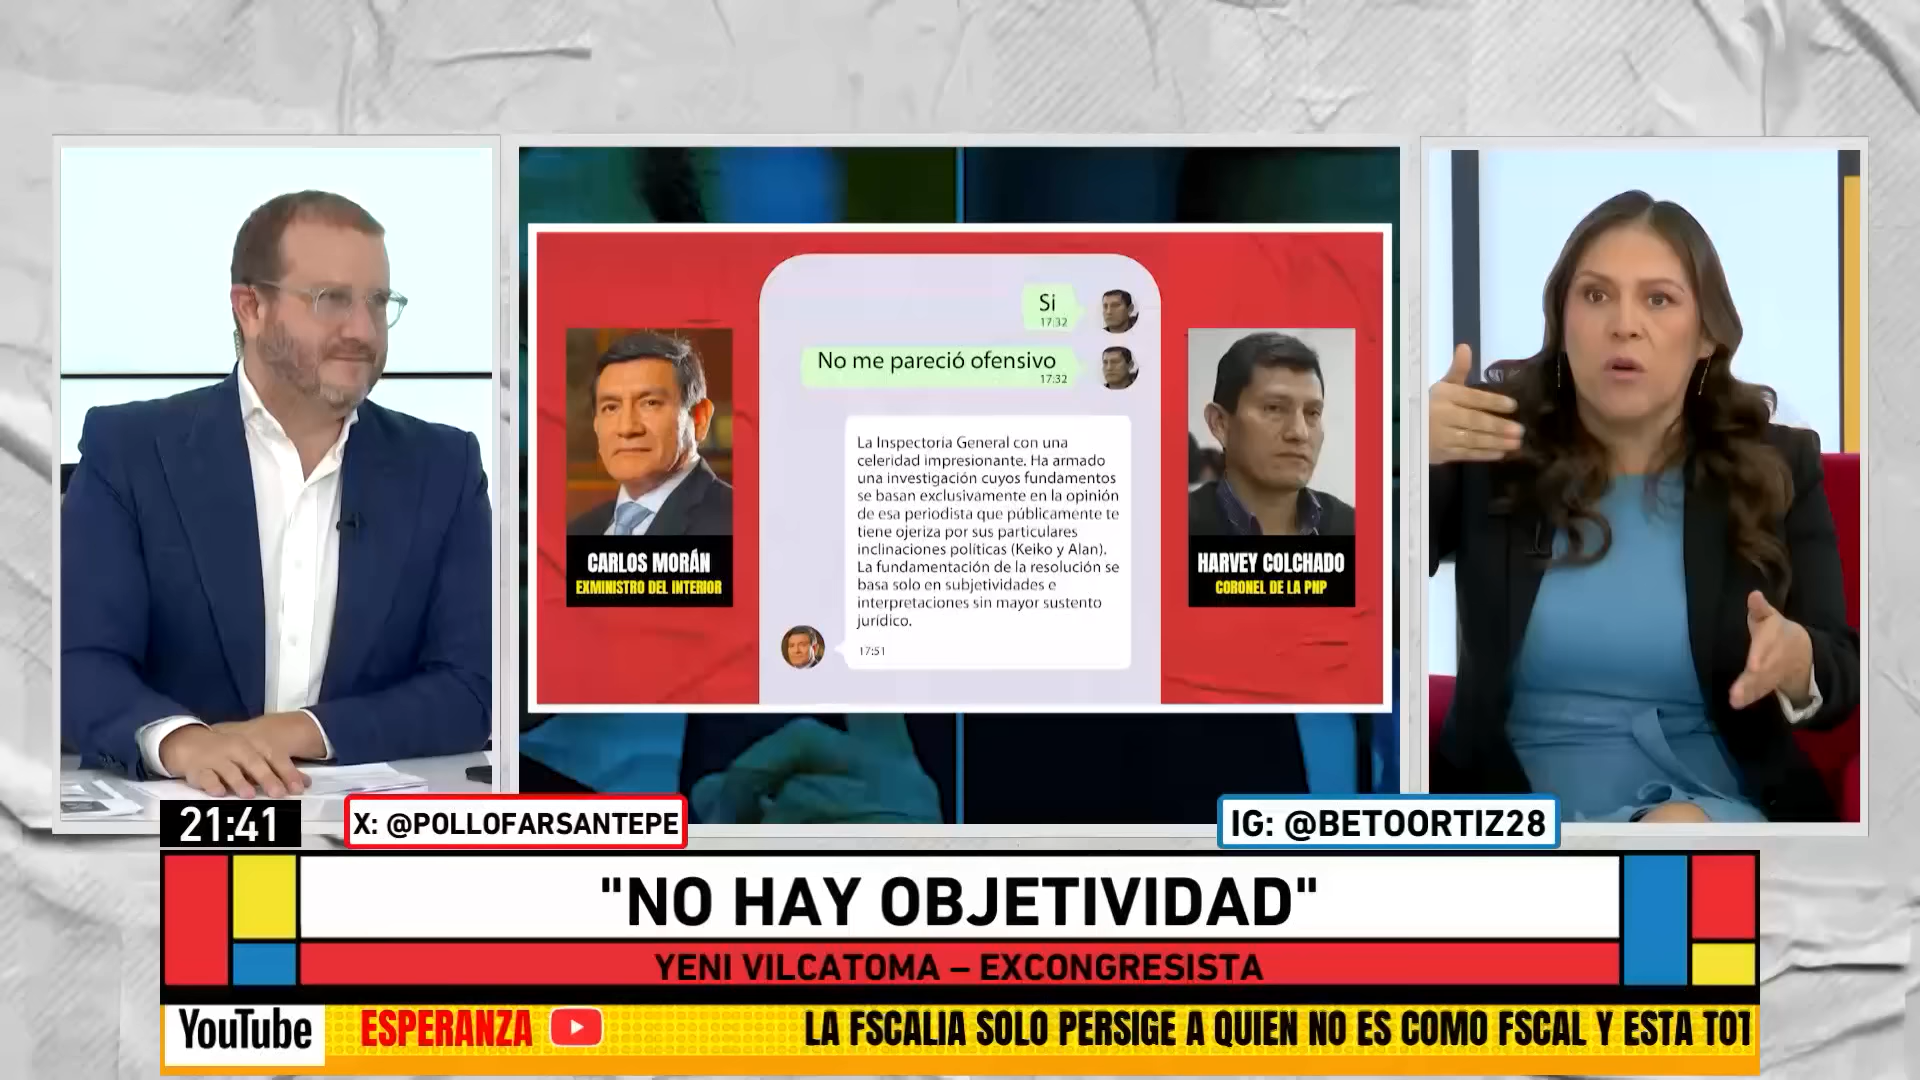 Si
17:32
No me pareció ofensivo
17:32
La Inspectoría General con una
celeridad impresionante. Ha armado
una investigación cuyos fundamentos
se basan exclusivamente en la opinión
de esa periodista que públicamente te
tiene ojeriza por sus particulares
inclinaciones políticas (Keiko y Alan).
La fundamentación de la resolución se
basa solo en subjetividades e
interpretaciones sin mayor sustento
jurídico.
17:51
CARLOS MORÁN
EXMINISTRO DEL INTERIOR
HARVEY COLCHADO
CORONEL DE LA PNP
21:41
X: @POLLOFARSANTEPE
IG: @BETOORTIZ28
"NO HAY OBJETIVIDAD"
YENI VILCATOMA – EXCONGRESISTA
YouTube
ESPERANZA
LA FSCALIA SOLO PERSIGE A QUIEN NO ES COMO FSCAL Y ESTA TOT